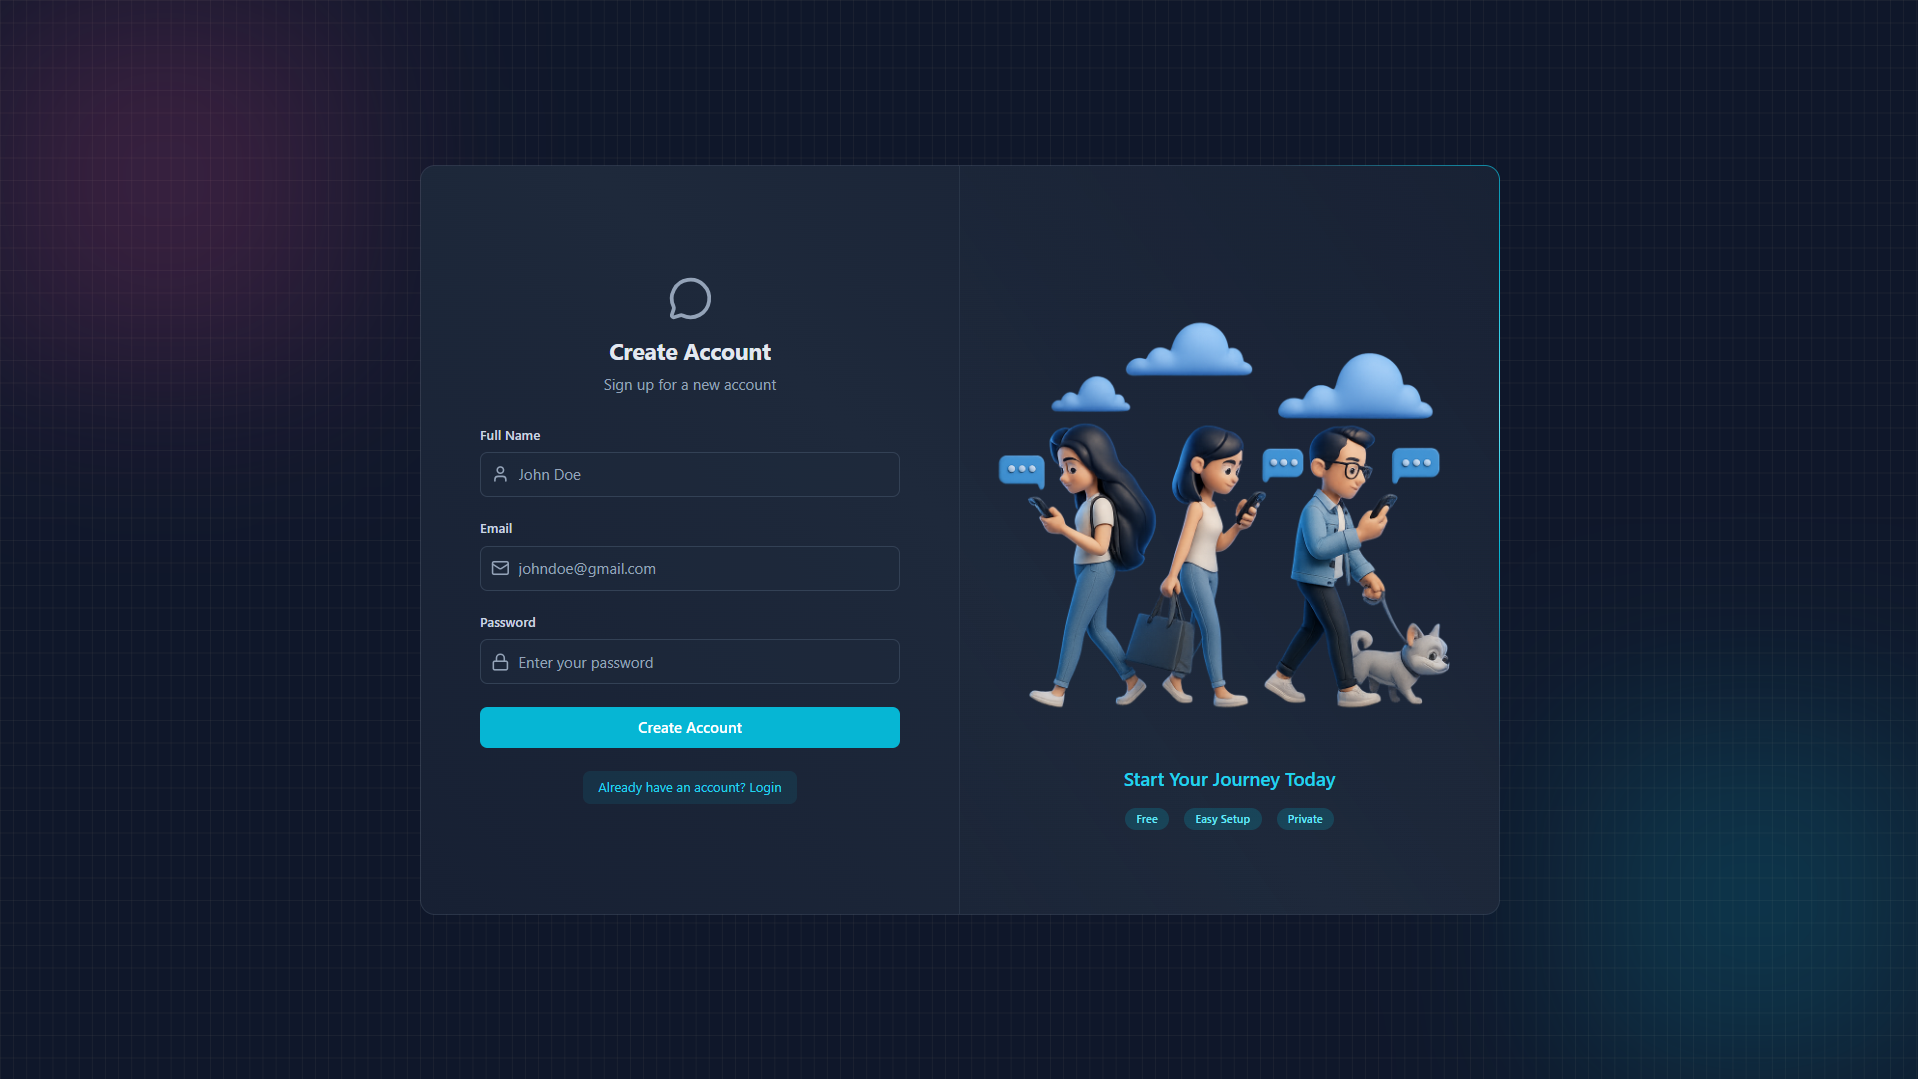 Create Account
Sign up for a new account
Full Name
John Doe
Email
johndoe@gmail.com
Password
Enter your password
Create Account
Already have an account? Login
Start Your Journey Today
Free
Easy Setup
Private